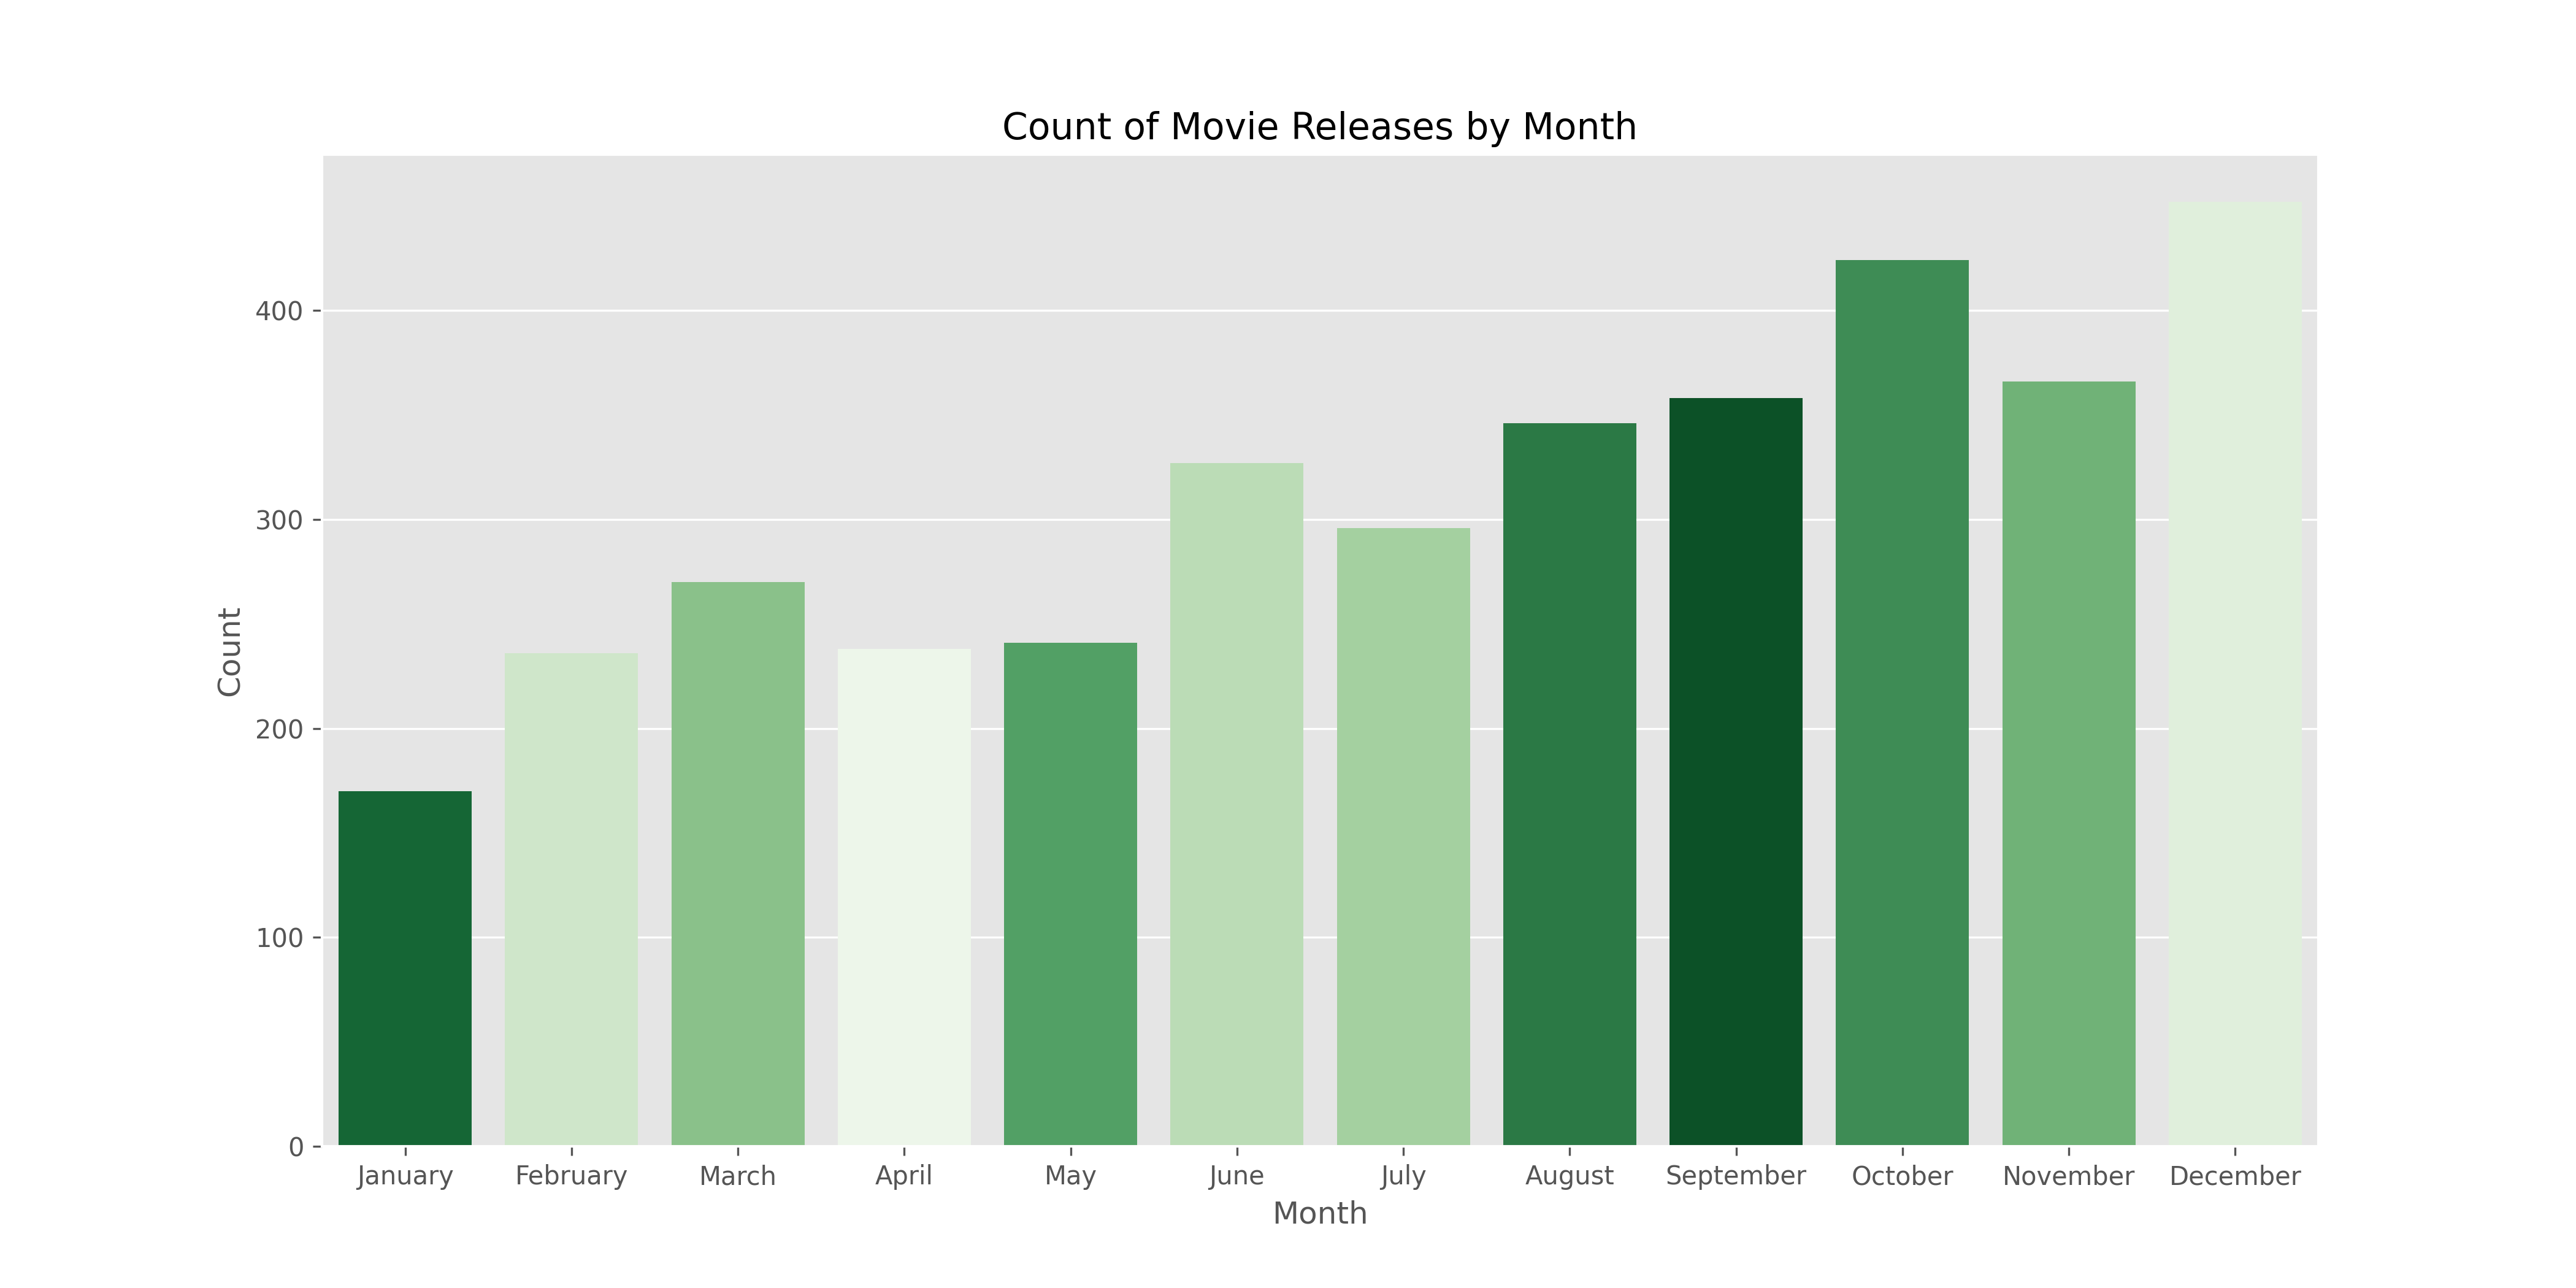 Count of Movie Releases by Month
Count
400
300
200
100
0
January February March April May June July August September October November December
Month